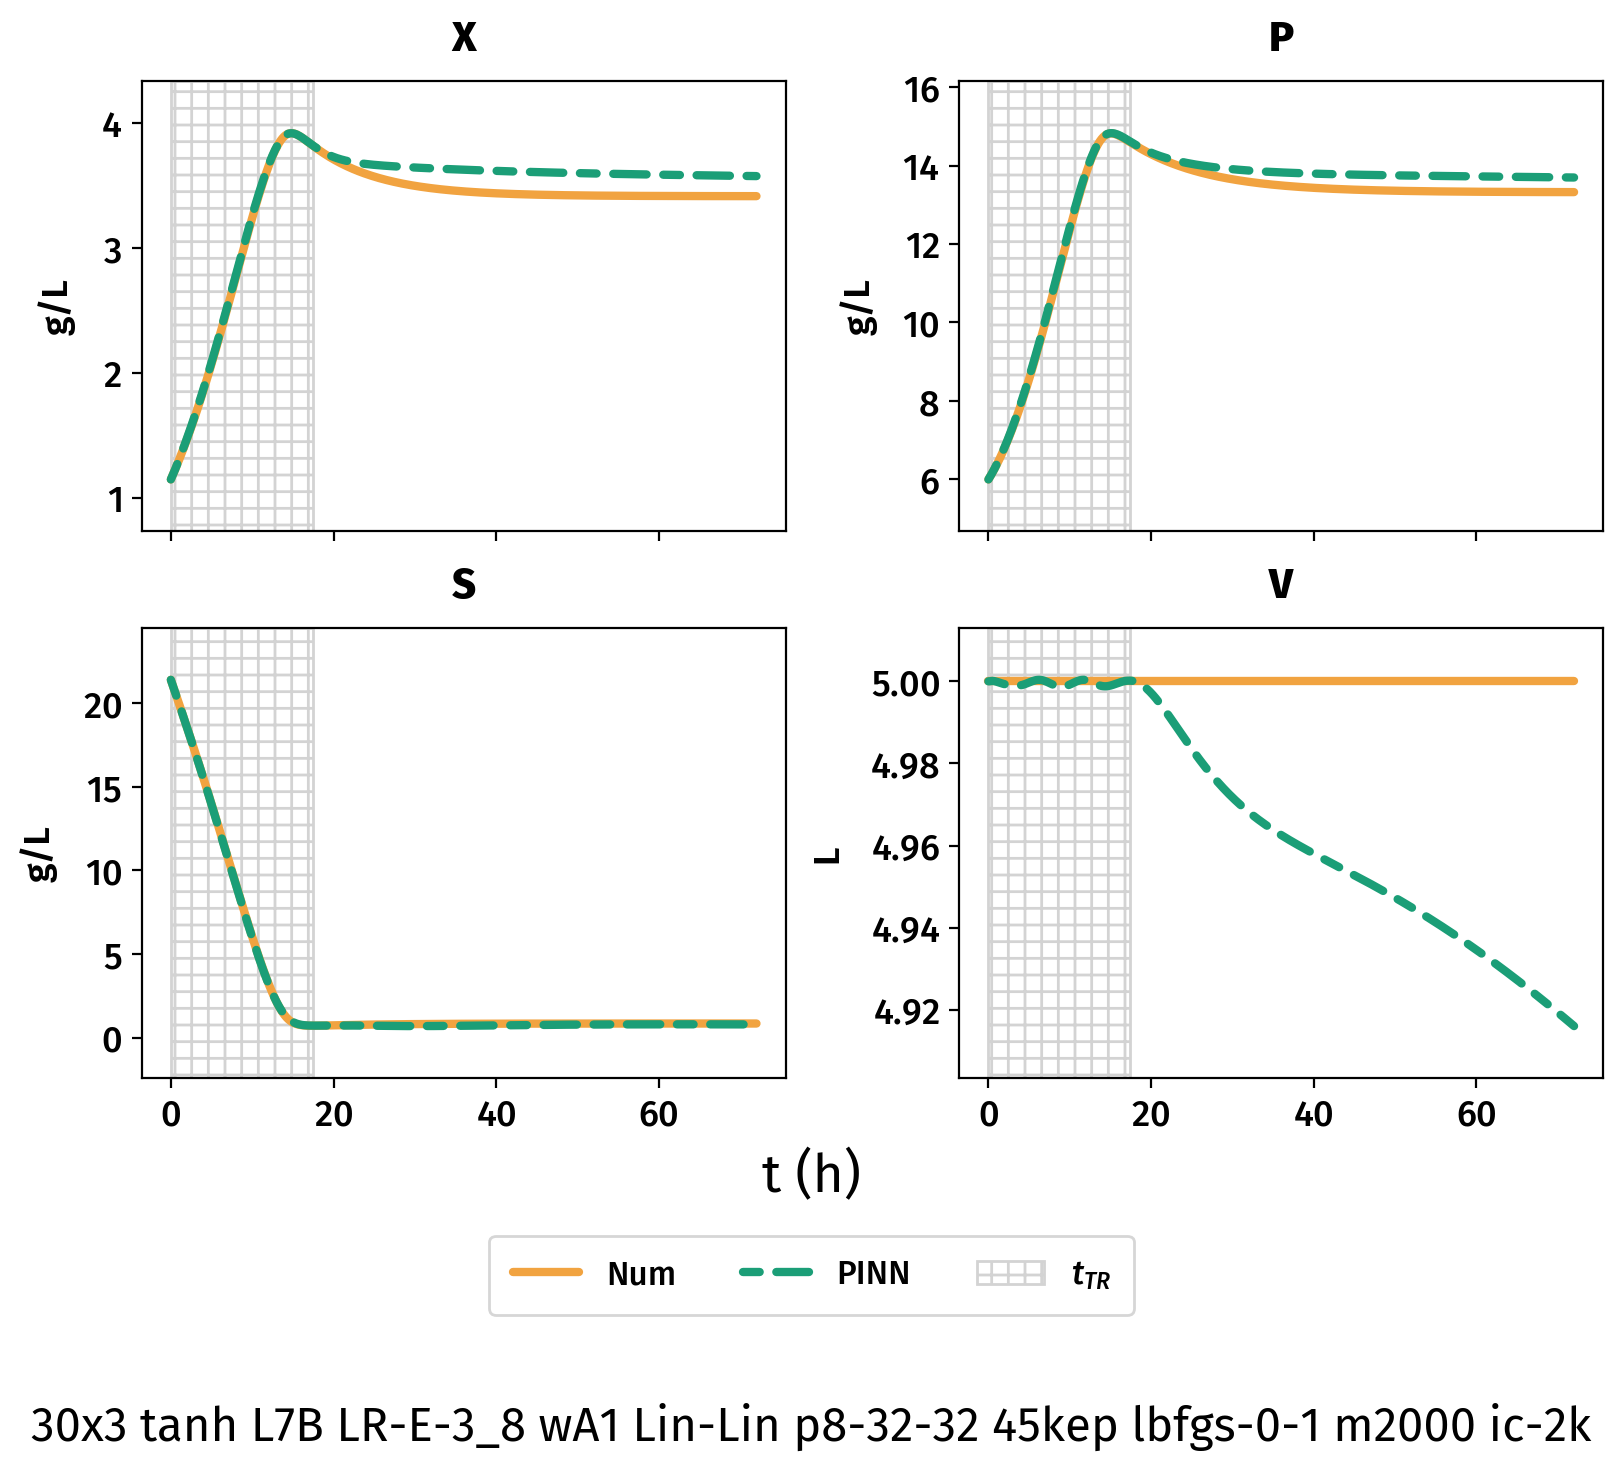 X
P
4
3
2
1
g/L
16
14
12
10
8
6
g/L
S
V
20
15
10
5
0
g/L
0 20 40 60
5.00
4.98
4.96
4.94
4.92
L
0 20 40 60
t (h)
Num PINN t_TR
30x3 tanh L7B LR-E-3_8 wA1 Lin-Lin p8-32-32 45kep lbfgs-0-1 m2000 ic-2k